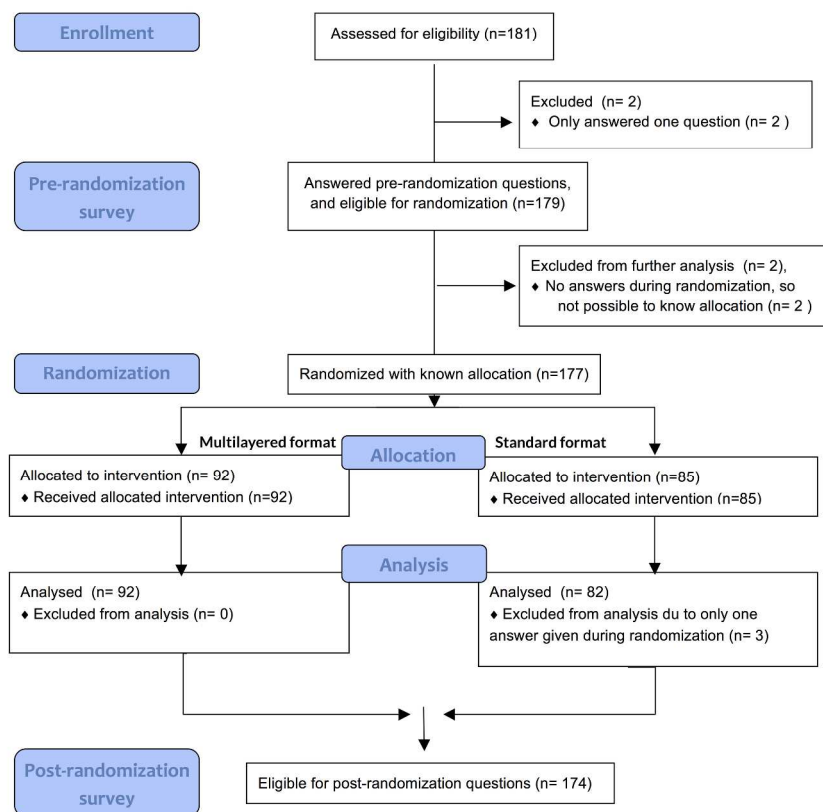 Enrollment
Assessed for eligibility (n=181)
Excluded (n= 2)
♦ Only answered one question (n= 2 )
Pre-randomization
survey
Answered pre-randomization questions,
and eligible for randomization (n=179)
Excluded from further analysis (n= 2),
♦ No answers during randomization, so
not possible to know allocation (n= 2 )
Randomization
Randomized with known allocation (n=177)
Multilayered format
Allocation
Standard format
Allocated to intervention (n= 92)
♦ Received allocated intervention (n=92)
Allocated to intervention (n=85)
♦ Received allocated intervention (n=85)
Analysis
Analysed (n= 92)
♦ Excluded from analysis (n= 0)
Analysed (n= 82)
♦ Excluded from analysis du to only one
answer given during randomization (n= 3)
Post-randomization
survey
Eligible for post-randomization questions (n= 174)